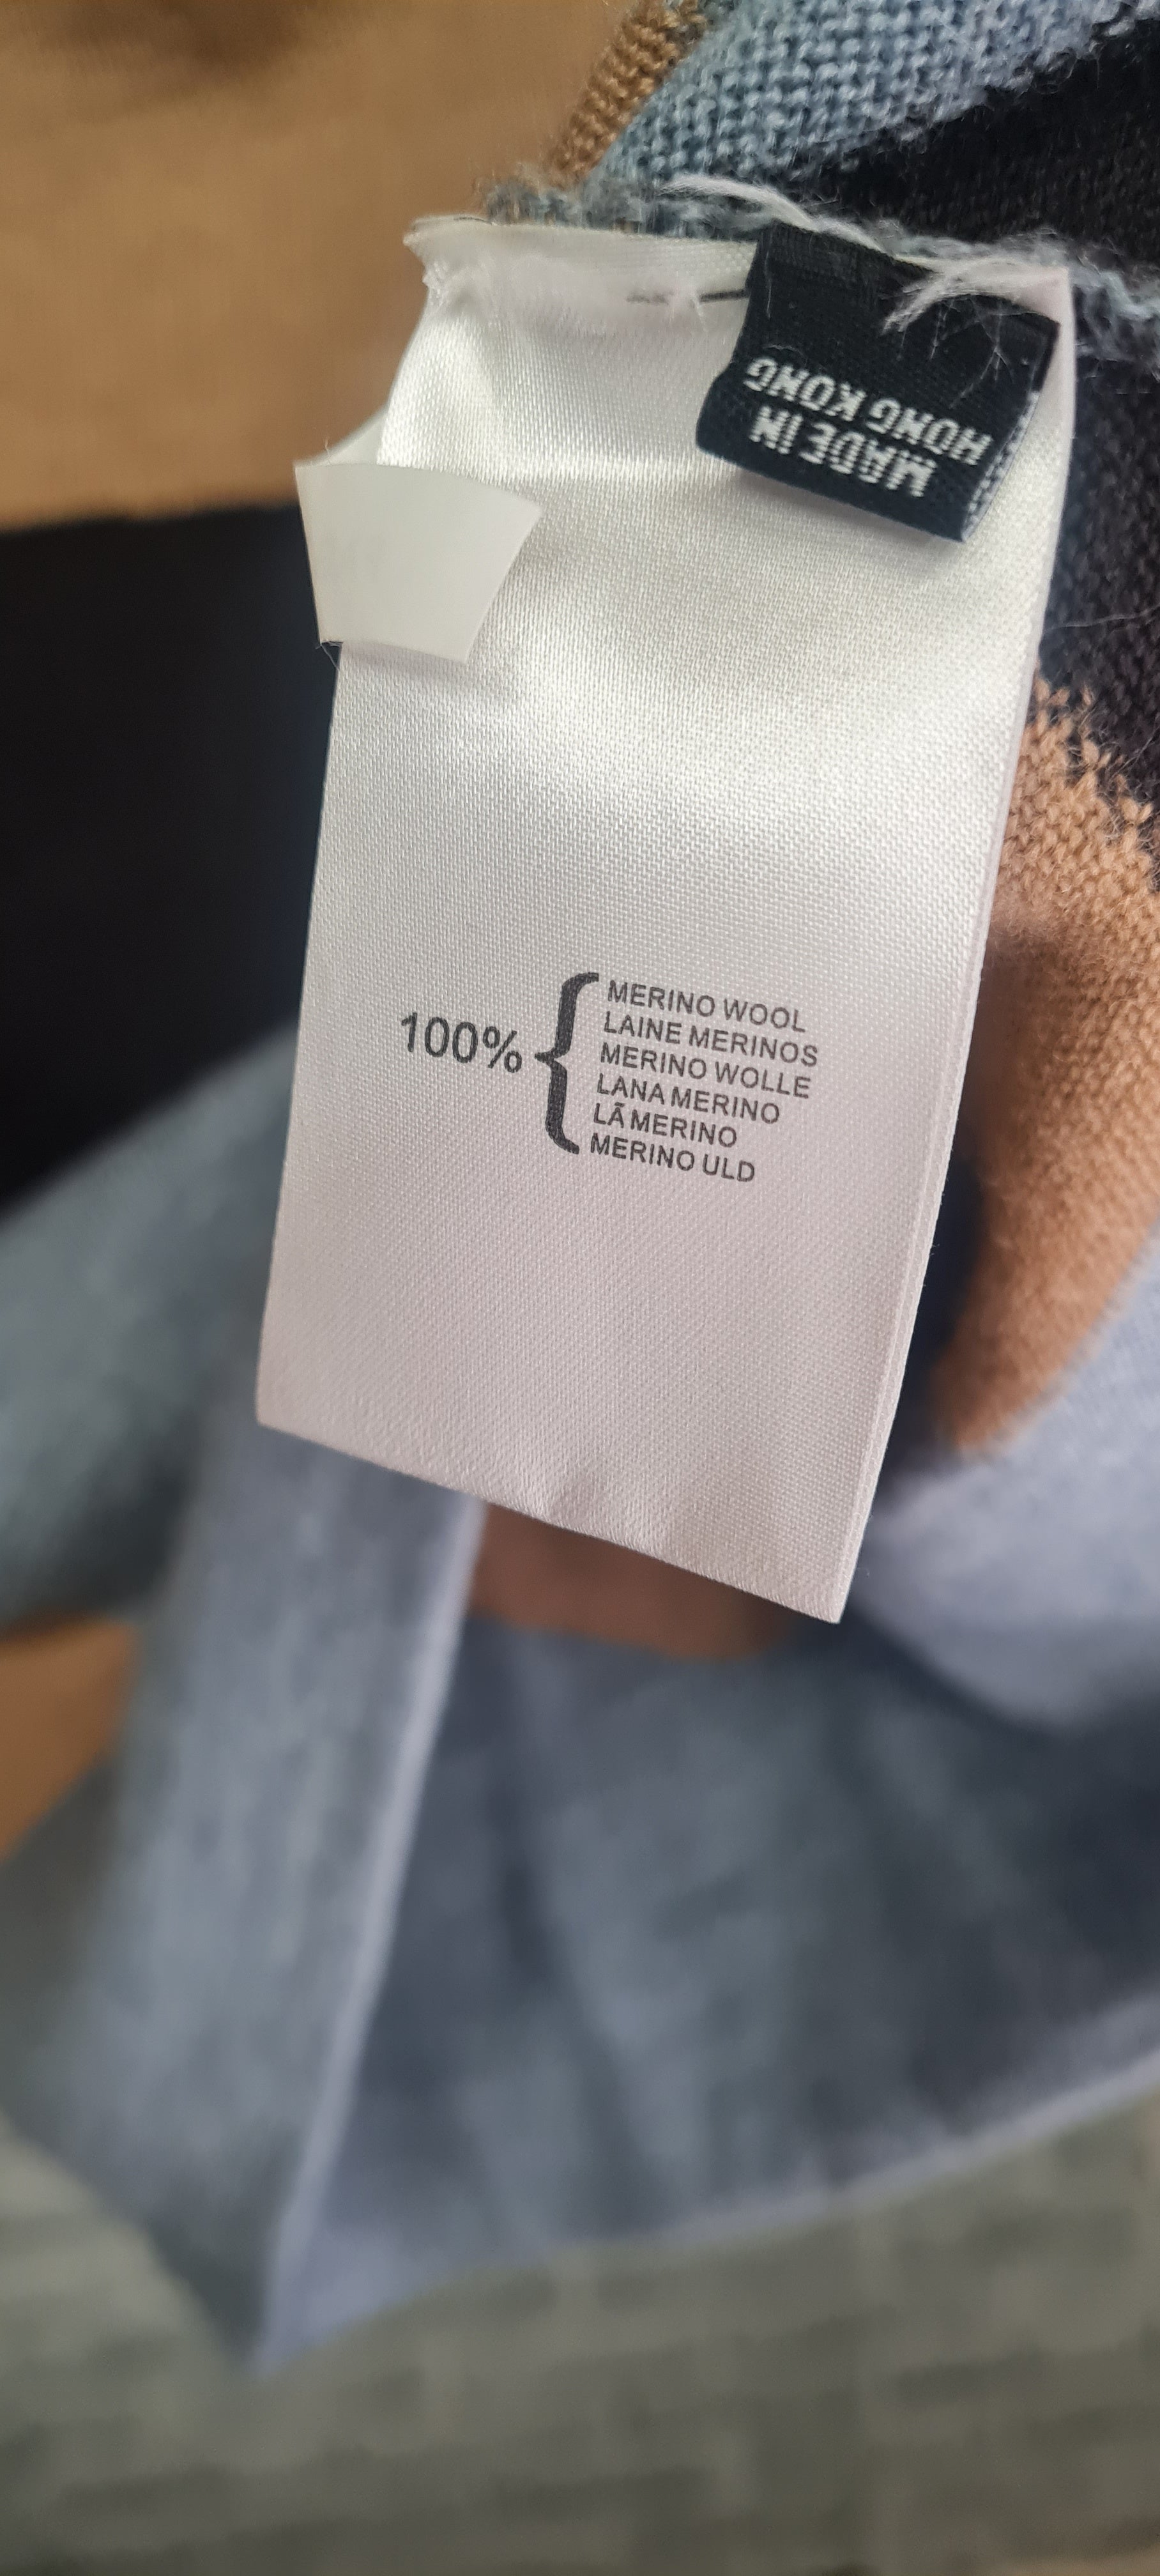 MADE IN
HONG KONG
100%
MERINO WOOL
LAINE MERINOS
MERINO WOLLE
LANA MERINO
LÃ MERINO
MERINO ULD